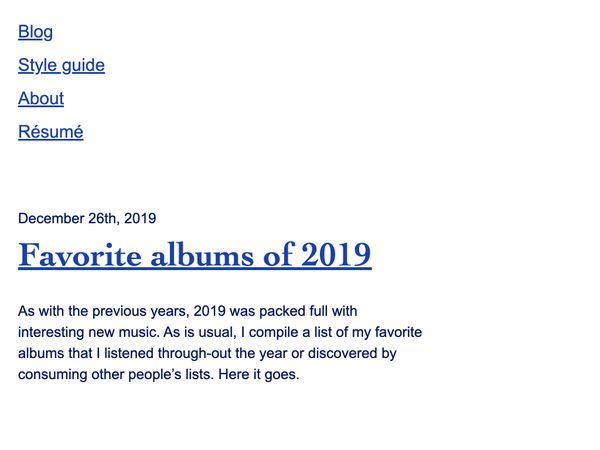 Blog
Style guide
About
Résumé
December 26th, 2019
Favorite albums of 2019
As with the previous years, 2019 was packed full with
interesting new music. As is usual, I compile a list of my favorite
albums that I listened through-out the year or discovered by
consuming other people’s lists. Here it goes.